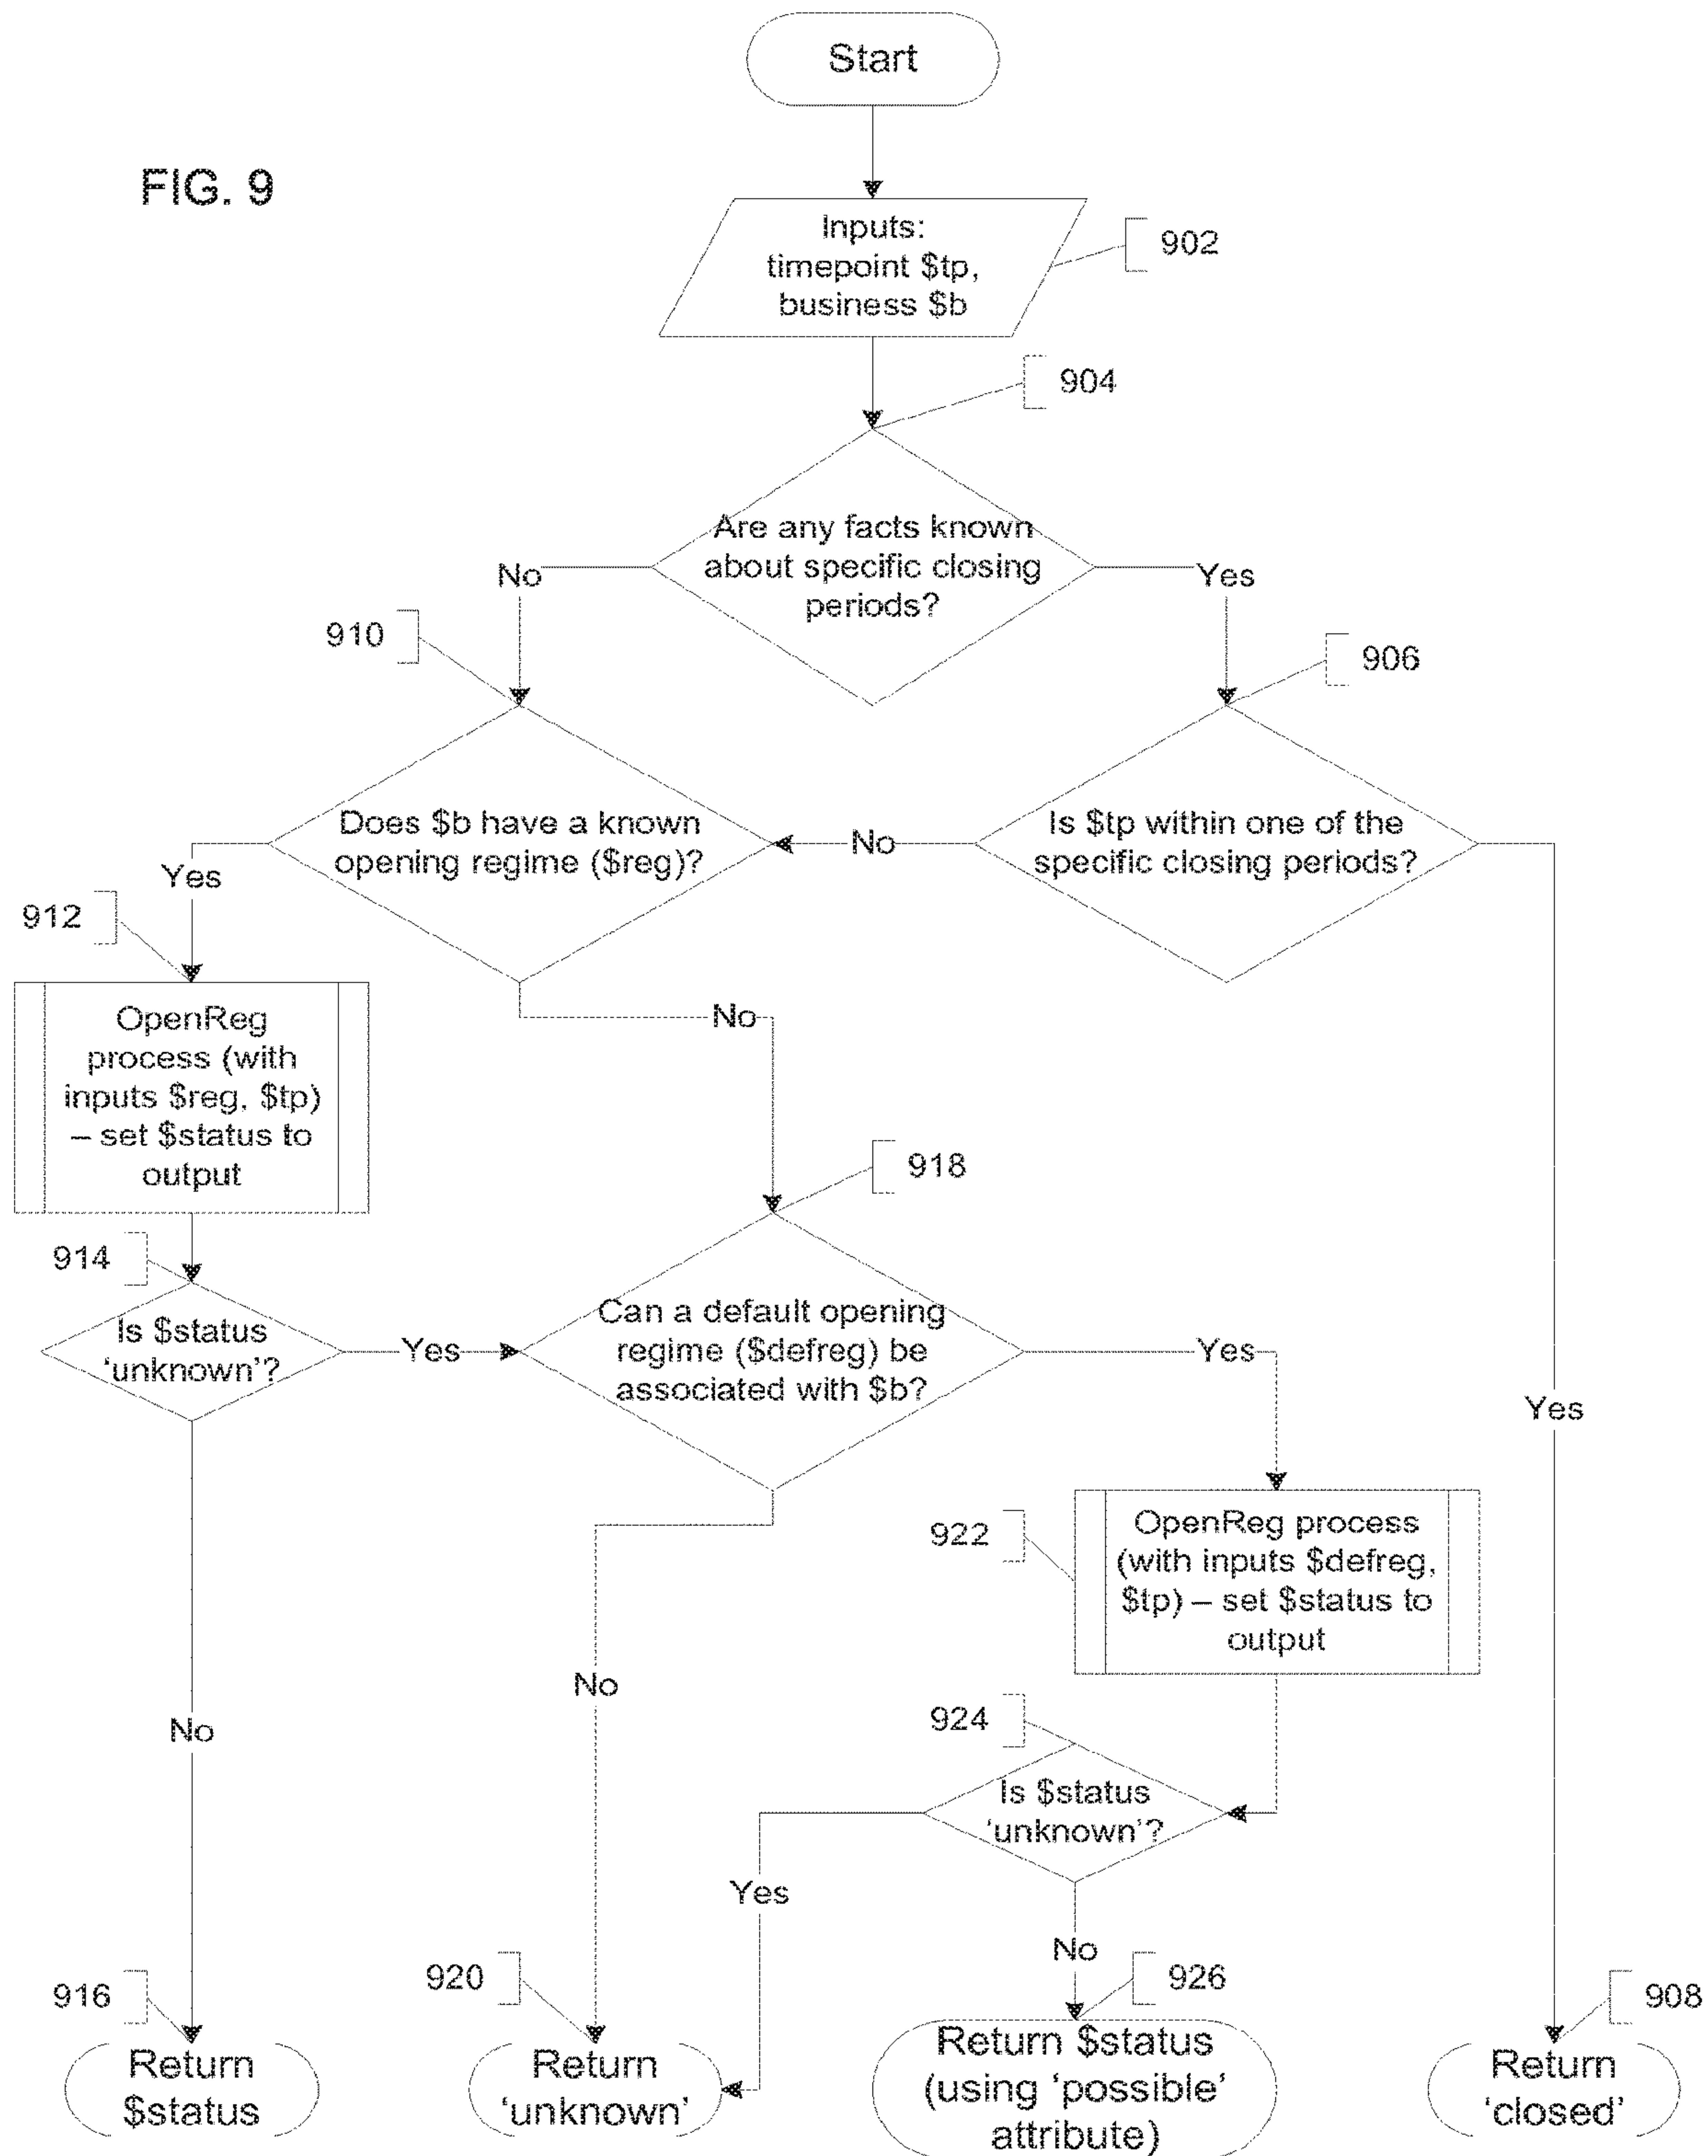 Start
FIG. 9
Inputs:
timepoint $tp,
business $b
902
904
Are any facts known
about specific closing
periods?
No
Yes
910
906
Does $b have a known
opening regime ($reg)?
No
Is $tp within one of the
specific closing periods?
Yes
912
OpenReg
process (with
inputs $reg, $tp)
– set $status to
output
No
918
914
Is $status
‘unknown’?
Yes
Can a default opening
regime ($defreg) be
associated with $b?
Yes
Yes
922
OpenReg process
(with inputs $defreg,
$tp) – set $status to
output
No
No
924
Is $status
‘unknown’?
Yes
No
916
920
926
908
Return
$status
Return
‘unknown’
Return $status
(using ‘possible’
attribute)
Return
‘closed’